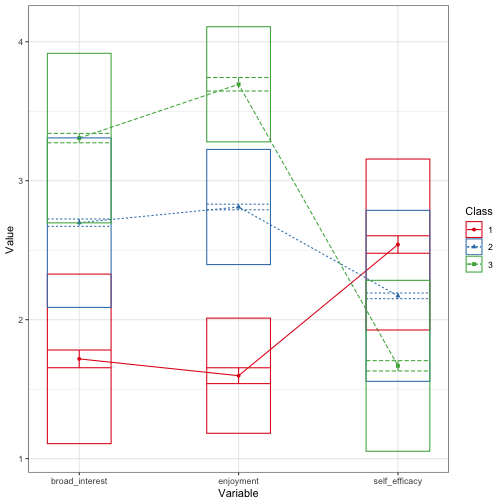 4
3
2
1
Value
broad_interest
enjoyment
self_efficacy
Variable
Class
1
2
3